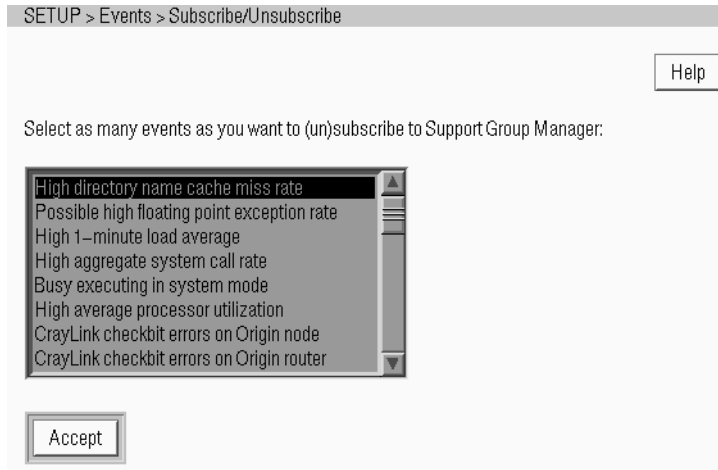 SETUP > Events > Subscribe/Unsubscribe
Help
Select as many events as you want to (un)subscribe to Support Group Manager:
High directory name cache miss rate
Possible high floating point exception rate
High 1–minute load average
High aggregate system call rate
Busy executing in system mode
High average processor utilization
CrayLink checkbit errors on Origin node
CrayLink checkbit errors on Origin router
Accept